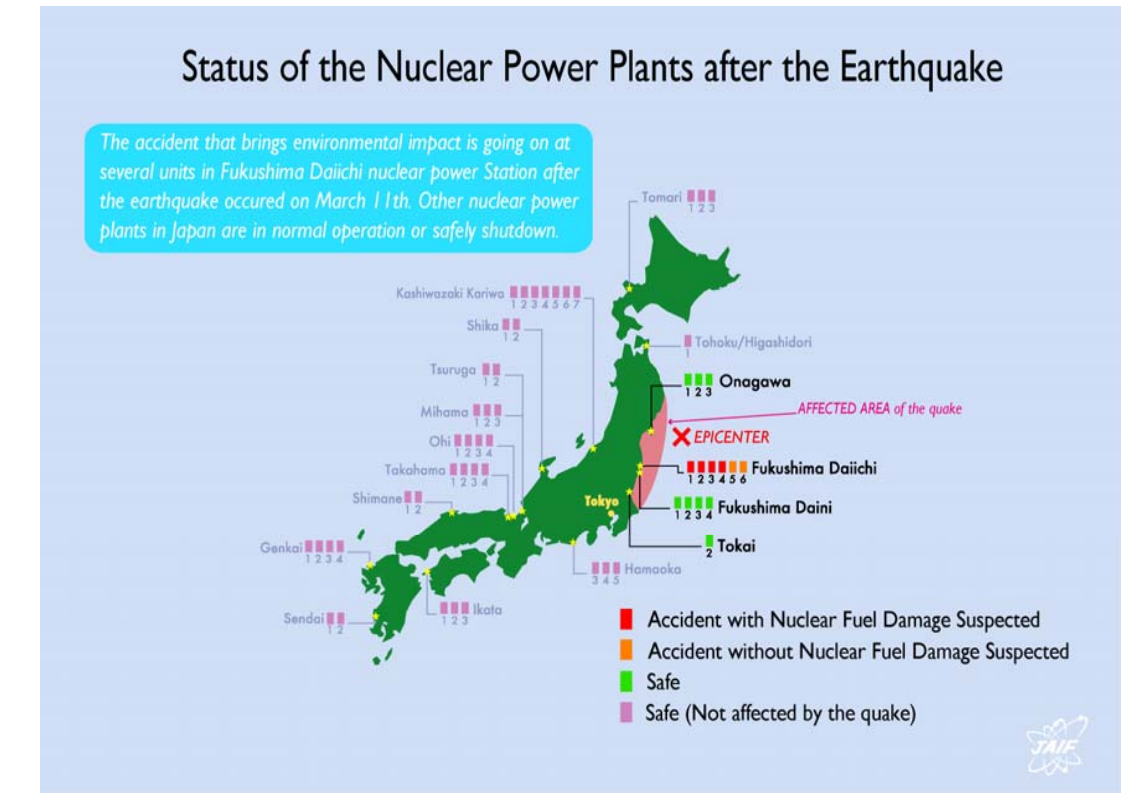 Status of the Nuclear Power Plants after the Earthquake
The accident that brings environmental impact is going on at
several units in Fukushima Daiichi nuclear power Station after
the earthquake occured on March 11th. Other nuclear power
plants in Japan are in normal operation or safely shutdown.
Tomari
1 2 3
Kashiwazaki Kariwa
1 2 3 4 5 6 7
Shika
1 2
Tohoku/Higashidori
1
Tsuruga
1 2
Onagawa
1 2 3
AFFECTED AREA of the quake
Mihama
1 2 3
EPICENTER
Ohi
1 2 3 4
Takahama
1 2 3 4
Fukushima Daiichi
1 2 3 4 5 6
Shimane
1 2
Tokyo
Fukushima Daini
1 2 3 4
Genkai
1 2 3 4
Tokai
2
Hamaoka
3 4 5
Ikata
1 2 3
Sendai
1 2
Accident with Nuclear Fuel Damage Suspected
Accident without Nuclear Fuel Damage Suspected
Safe
Safe (Not affected by the quake)
JAIF